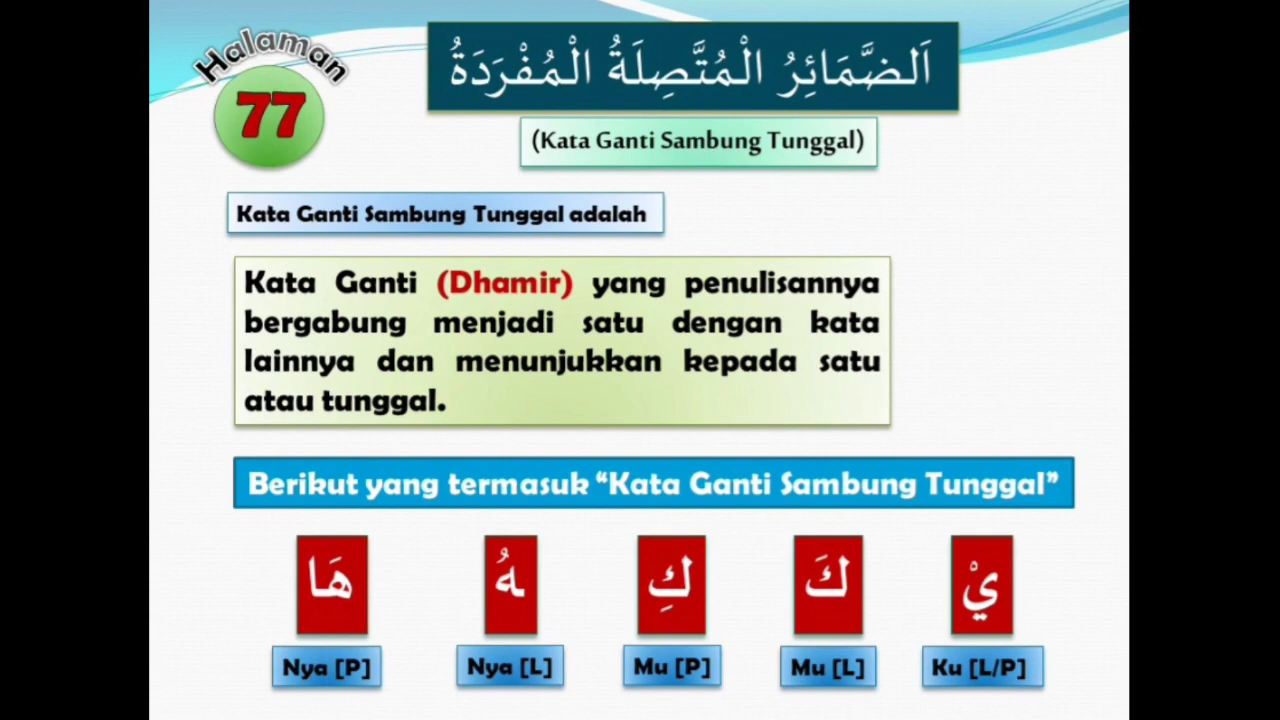 Halaman
77
اَلضَّمَائِرُ الْمُتَّصِلَةُ الْمُفْرَدَةُ
(Kata Ganti Sambung Tunggal)
Kata Ganti Sambung Tunggal adalah
Kata Ganti (Dhamir) yang penulisannya
bergabung menjadi satu dengan kata
lainnya dan menunjukkan kepada satu
atau tunggal.
Berikut yang termasuk “Kata Ganti Sambung Tunggal”
يْ كَ كِ ـهُ هَا
Nya [P] Nya [L] Mu [P] Mu [L] Ku [L/P]